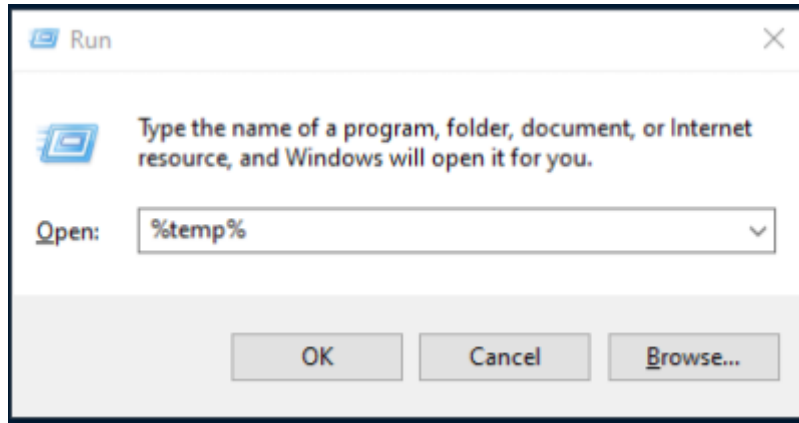 Run
Type the name of a program, folder, document, or Internet
resource, and Windows will open it for you.
Open: %temp%
OK Cancel Browse...